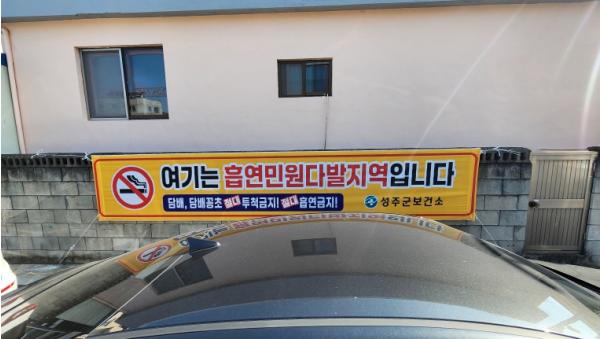 여기는 흡연민원다발지역입니다
담배, 담배꽁초 절대 투척금지! 절대 흡연금지! 성주군보건소